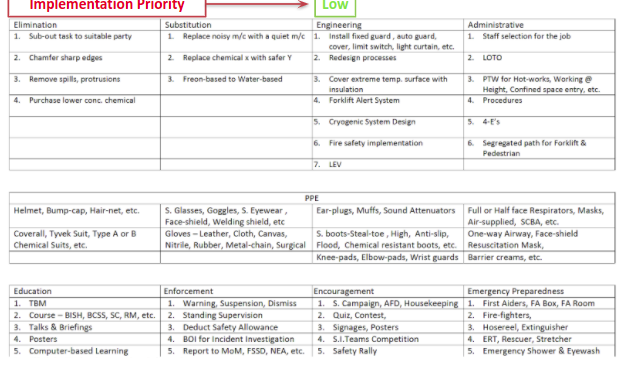 Implementation Priority Low
Elimination Substitution Engineering Administrative
1. Sub-out task to suitable party 1. Replace noisy m/c with a quiet m/c 1. Install fixed guard , auto guard, 1. Staff selection for the job
cover, limit switch, light curtain, etc.
2. Chamfer sharp edges 2. Replace chemical x with safer Y 2. Redesign processes 2. LOTO
3. Remove spills, protrusions 3. Freon-based to Water-based 3. Cover extreme temp. surface with 3. PTW for Hot-works, Working @
insulation Height, Confined space entry, etc.
4. Purchase lower conc. chemical 4. Forklift Alert System 4. Procedures
5. Cryogenic System Design 5. 4-E's
6. Fire safety implementation 6. Segregated path for Forklift &
Pedestrian
7. LEV
PPE
Helmet, Bump-cap, Hair-net, etc. S. Glasses, Goggles, S. Eyewear , Ear-plugs, Muffs, Sound Attenuators Full or Half face Respirators, Masks,
Face-shield, Welding shield, etc Air-supplied, SCBA, etc.
Coverall, Tyvek Suit, Type A or B Gloves – Leather, Cloth, Canvas, S. boots-Steal-toe , High, Anti-slip, One-way Airway, Face-shield
Chemical Suits, etc. Nitrile, Rubber, Metal-chain, Surgical Flood, Chemical resistant boots, etc. Resuscitation Mask,
Knee-pads, Elbow-pads, Wrist guards Barrier creams, etc.
Education Enforcement Encouragement Emergency Preparedness
1. TBM 1. Warning, Suspension, Dismiss 1. S. Campaign, AFD, Housekeeping 1. First Aiders, FA Box, FA Room
2. Course – BISH, BCSS, SC, RM, etc. 2. Standing Supervision 2. Quiz, Contest, 2. Fire-fighters,
3. Talks & Briefings 3. Deduct Safety Allowance 3. Signages, Posters 3. Hosereel, Extinguisher
4. Posters 4. BOI for Incident Investigation 4. S.I.Teams Competition 4. ERT, Rescuer, Stretcher
5. Computer-based Learning 5. Report to MoM, FSSD, NEA, etc. 5. Safety Rally 5. Emergency Shower & Eyewash